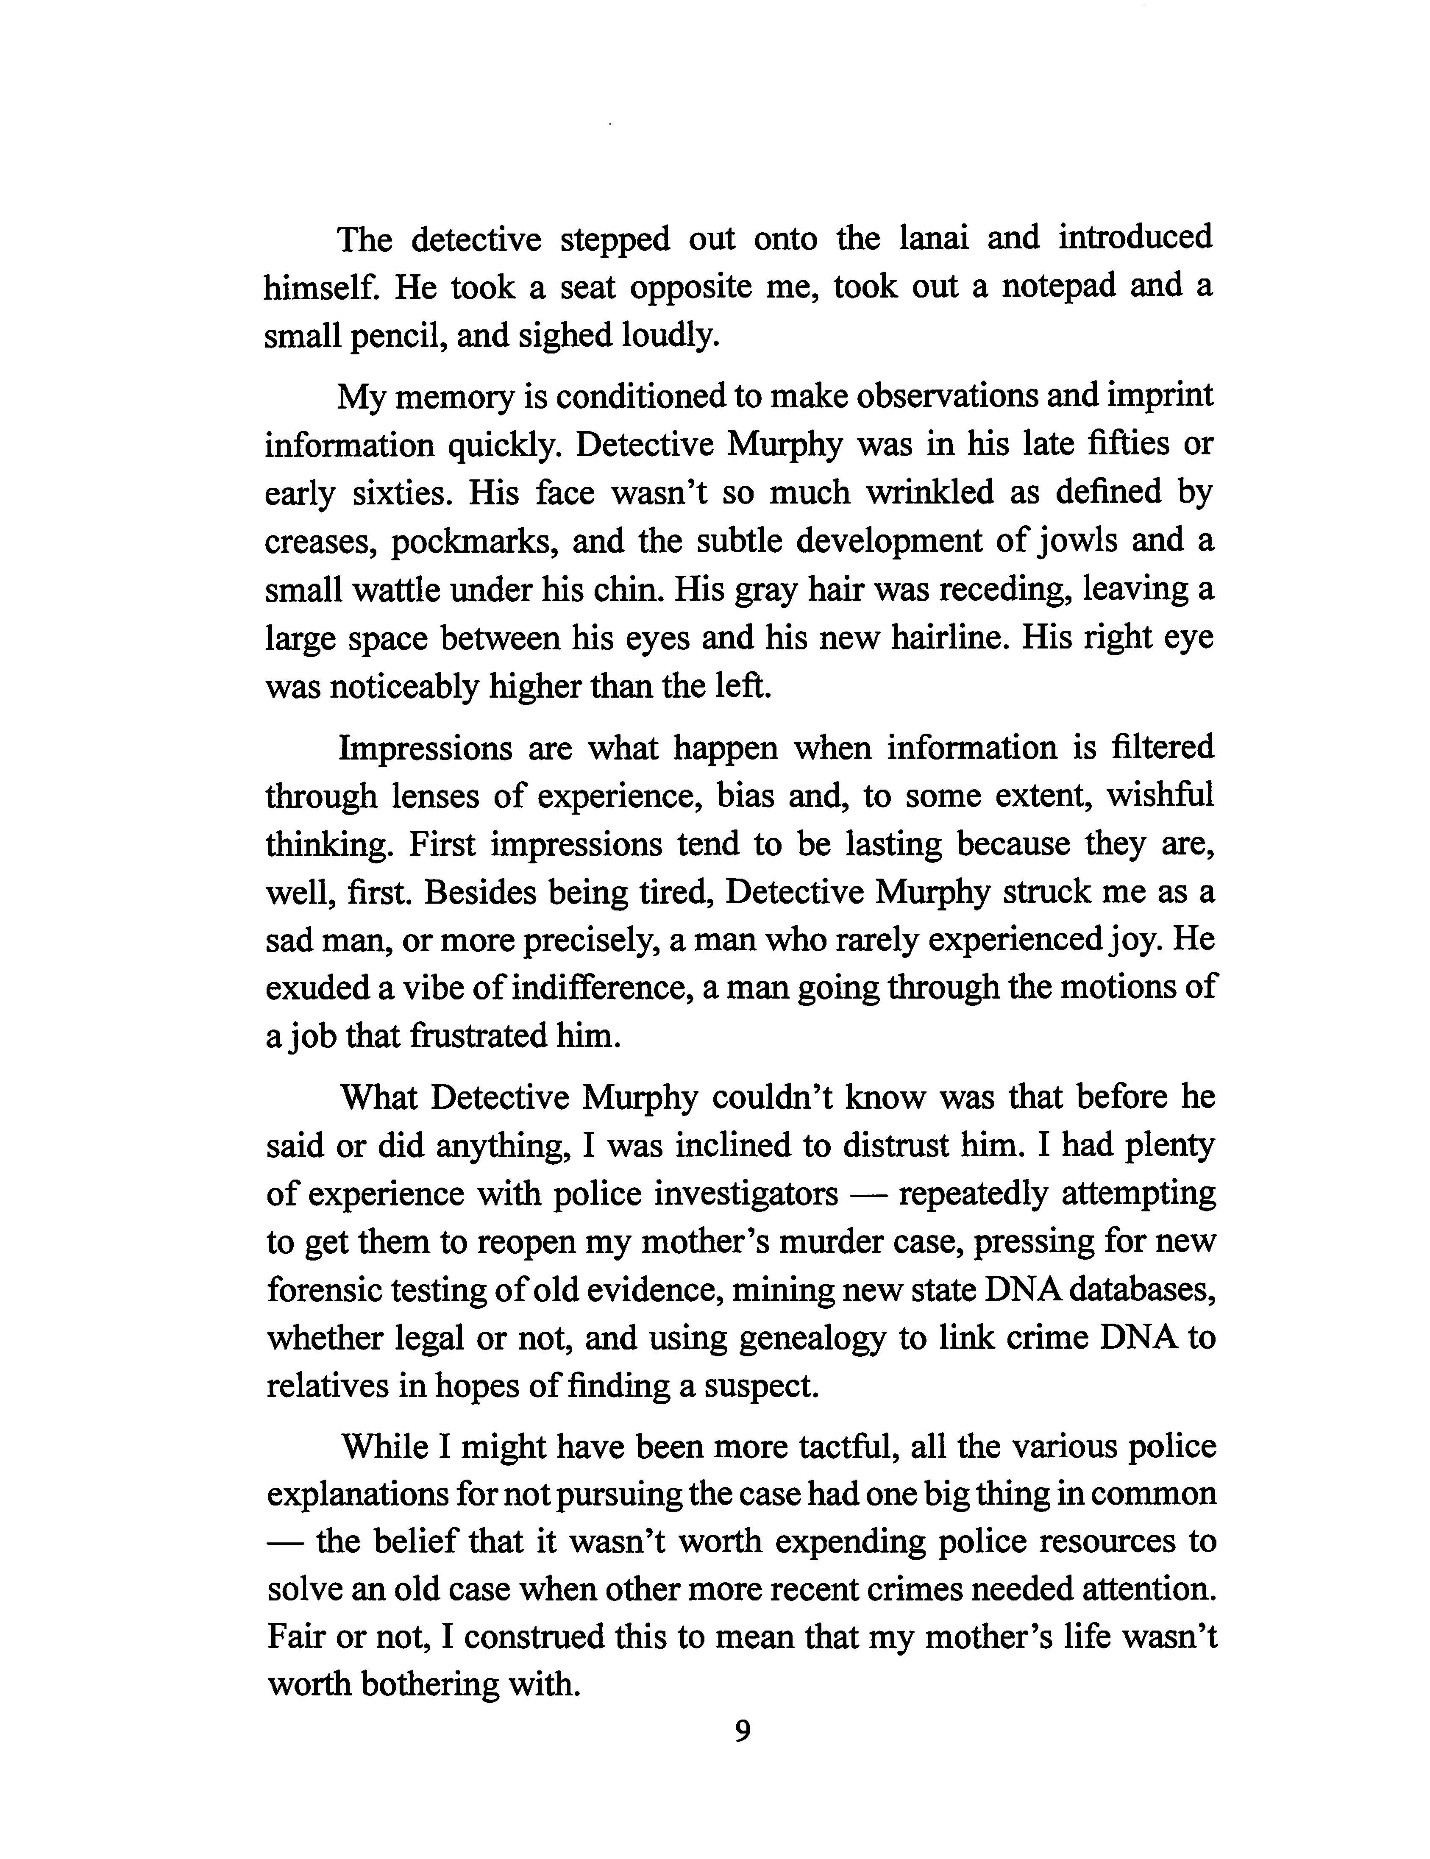 The detective stepped out onto the lanai and introduced
himself. He took a seat opposite me, took out a notepad and a
small pencil, and sighed loudly.
My memory is conditioned to make observations and imprint
information quickly. Detective Murphy was in his late fifties or
early sixties. His face wasn't so much wrinkled as defined by
creases, pockmarks, and the subtle development of jowls and a
small wattle under his chin. His gray hair was receding, leaving a
large space between his eyes and his new hairline. His right eye
was noticeably higher than the left.
Impressions are what happen when information is filtered
through lenses of experience, bias and, to some extent, wishful
thinking. First impressions tend to be lasting because they are,
well, first. Besides being tired, Detective Murphy struck me as a
sad man, or more precisely, a man who rarely experienced joy. He
exuded a vibe of indifference, a man going through the motions of
a job that frustrated him.
What Detective Murphy couldn't know was that before he
said or did anything, I was inclined to distrust him. I had plenty
of experience with police investigators — repeatedly attempting
to get them to reopen my mother's murder case, pressing for new
forensic testing of old evidence, mining new state DNA databases,
whether legal or not, and using genealogy to link crime DNA to
relatives in hopes of finding a suspect.
While I might have been more tactful, all the various police
explanations for not pursuing the case had one big thing in common
— the belief that it wasn't worth expending police resources to
solve an old case when other more recent crimes needed attention.
Fair or not, I construed this to mean that my mother's life wasn't
worth bothering with.
9